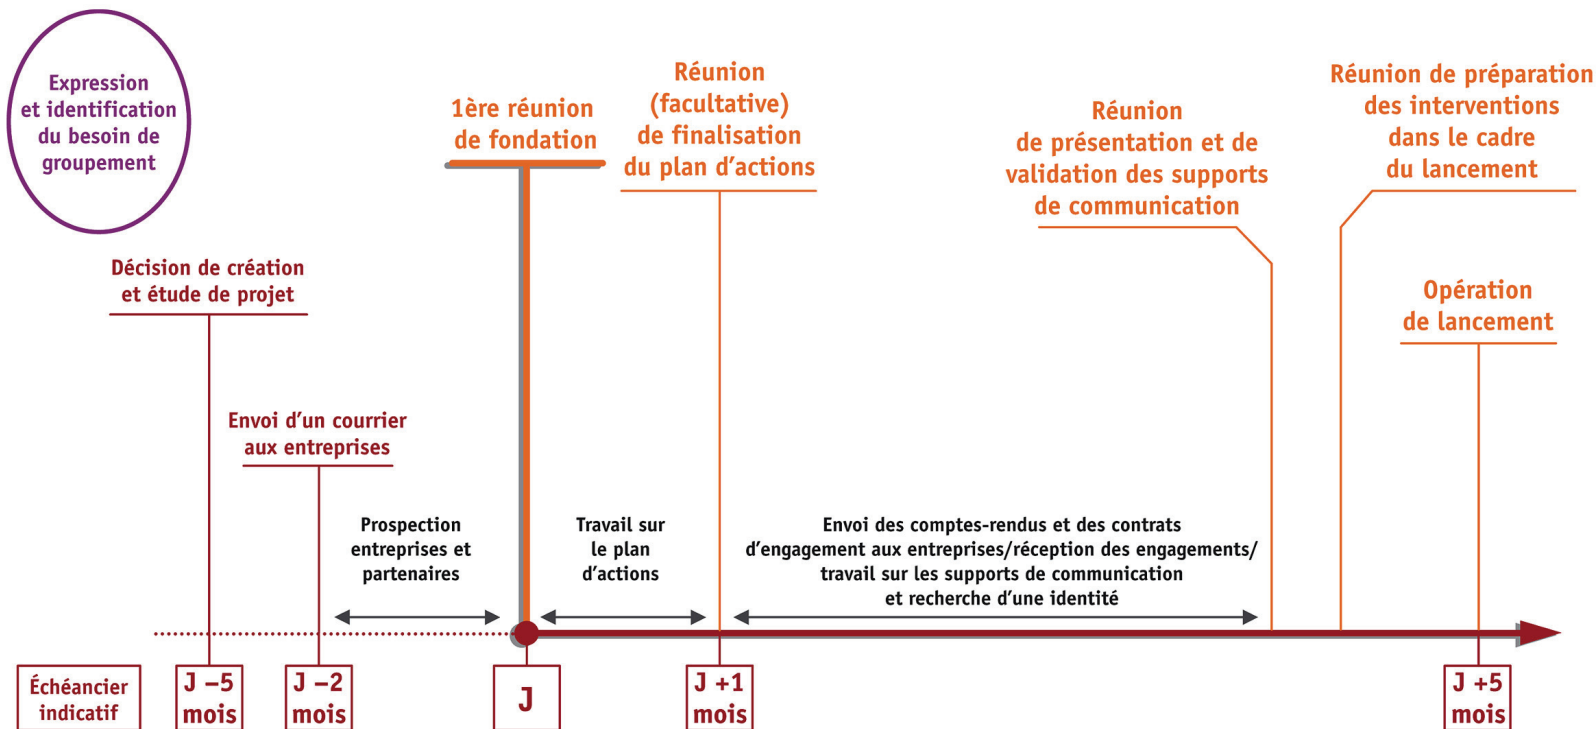 Expression
et identification
du besoin de
groupement
Décision de création
et étude de projet
Envoi d'un courrier
aux entreprises
1ère réunion
de fondation
Réunion
(facultative)
de finalisation
du plan d'actions
Réunion
de présentation et de
validation des supports
de communication
Réunion de préparation
des interventions
dans le cadre
du lancement
Opération
de lancement
Prospection
entreprises et
partenaires
Travail sur
le plan
d'actions
Envoi des comptes-rendus et des contrats
d'engagement aux entreprises/réception des engagements/
travail sur les supports de communication
et recherche d'une identité
Échéancier
indicatif
J –5
mois
J –2
mois
J
J +1
mois
J +5
mois